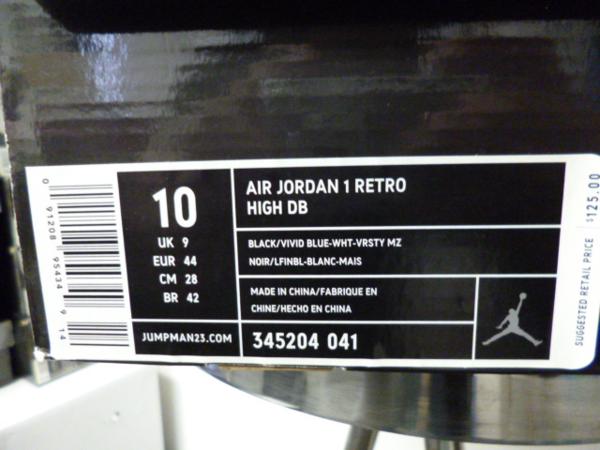 10
UK 9
EUR 44
CM 28
BR 42
JUMPMAN23.COM
AIR JORDAN 1 RETRO
HIGH DB
BLACK/VIVID BLUE-WHT-VRSTY MZ
NOIR/LFINBL-BLANC-MAIS
MADE IN CHINA/FABRIQUE EN
CHINE/HECHO EN CHINA
345204 041
SUGGESTED RETAIL PRICE $125.00
0 91208 95434 9 14